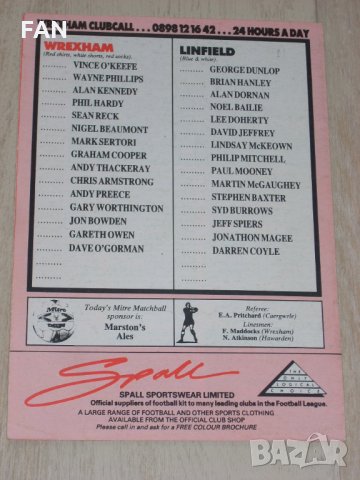 FAN
HAM CLUBCALL...0898 12 16 42...24 HOURS A DAY
WREXHAM
(Red shirts, white shorts, red socks).
VINCE O'KEEFE
WAYNE PHILLIPS
ALAN KENNEDY
PHIL HARDY
SEAN RECK
NIGEL BEAUMONT
MARK SERTORI
GRAHAM COOPER
ANDY THACKERAY
CHRIS ARMSTRONG
ANDY PREECE
GARY WORTHINGTON
JON BOWDEN
GARETH OWEN
DAVE O'GORMAN
LINFIELD
(Blue & white).
GEORGE DUNLOP
BRIAN HANLEY
ALAN DORNAN
NOEL BAILIE
LEE DOHERTY
DAVID JEFFREY
LINDSAY McKEOWN
PHILIP MITCHELL
PAUL MOONEY
MARTIN McGAUGHEY
STEPHEN BAXTER
SYD BURROWS
JEFF SPIERS
JONATHON MAGEE
DARREN COYLE
Mitre
Today's Mitre Matchball
sponsor is:
Marston's
Ales
Referee:
E.A. Pritchard (Caergwrle)
Linesmen:
F. Maddocks (Wrexham)
N. Atkinson (Hawarden)
Spall
THE ONLY LOGICAL CHOICE
SPALL SPORTSWEAR LIMITED
Official suppliers of football kit to many leading clubs in the Football League.
A LARGE RANGE OF FOOTBALL AND OTHER SPORTS CLOTHING
AVAILABLE FROM THE OFFICIAL CLUB SHOP
Please call in and ask for a FREE COLOUR BROCHURE
BAZAR